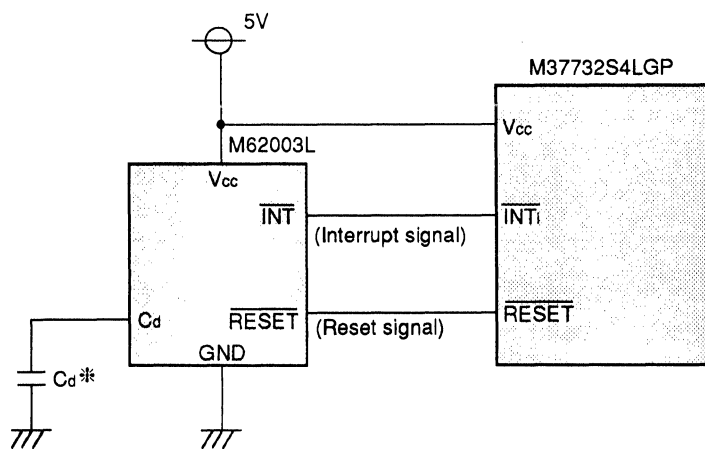 5V
M37732S4LGP
Vcc
M62003L
Vcc
INT
INTi
(Interrupt signal)
Cd
RESET
RESET
(Reset signal)
GND
Cd※